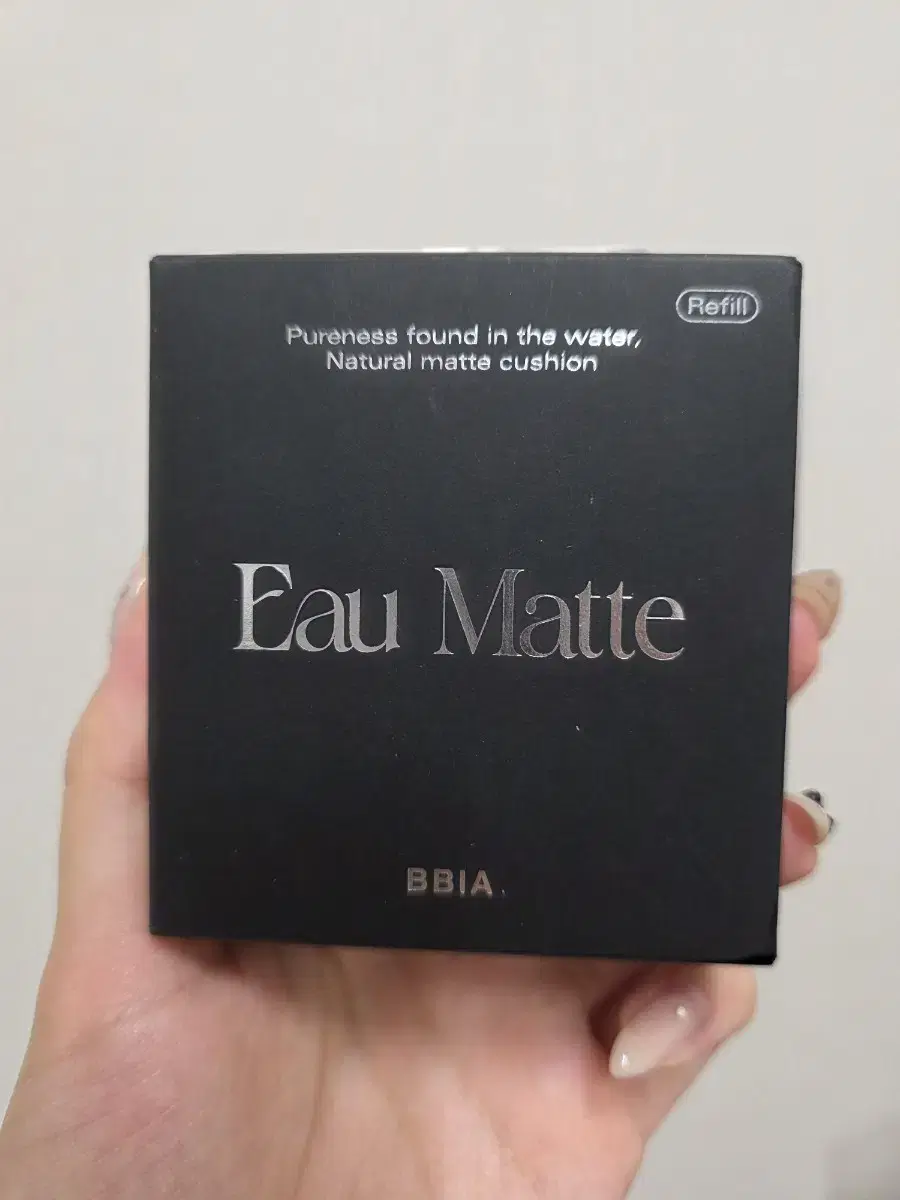 Refill
Pureness found in the water,
Natural matte cushion
Eau Matte
BBIA